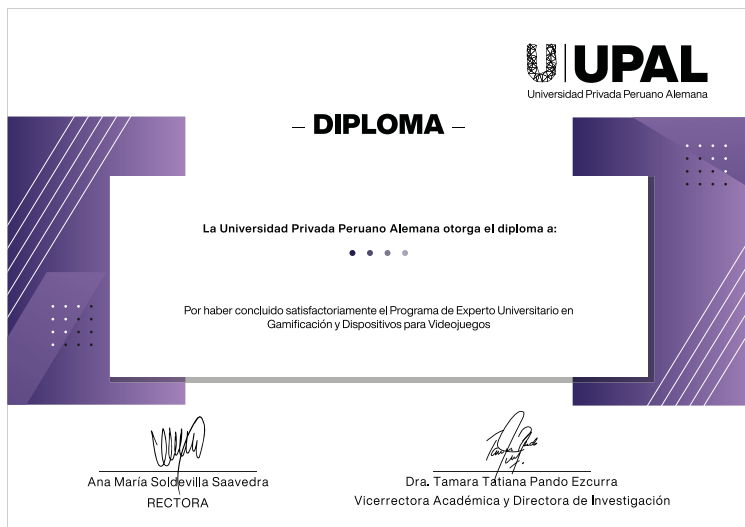 UPAL
Universidad Privada Peruano Alemana
– DIPLOMA –
La Universidad Privada Peruano Alemana otorga el diploma a:
Por haber concluido satisfactoriamente el Programa de Experto Universitario en
Gamificación y Dispositivos para Videojuegos
Ana María Soldevilla Saavedra
RECTORA
Dra. Tamara Tatiana Pando Ezcurra
Vicerrectora Académica y Directora de Investigación